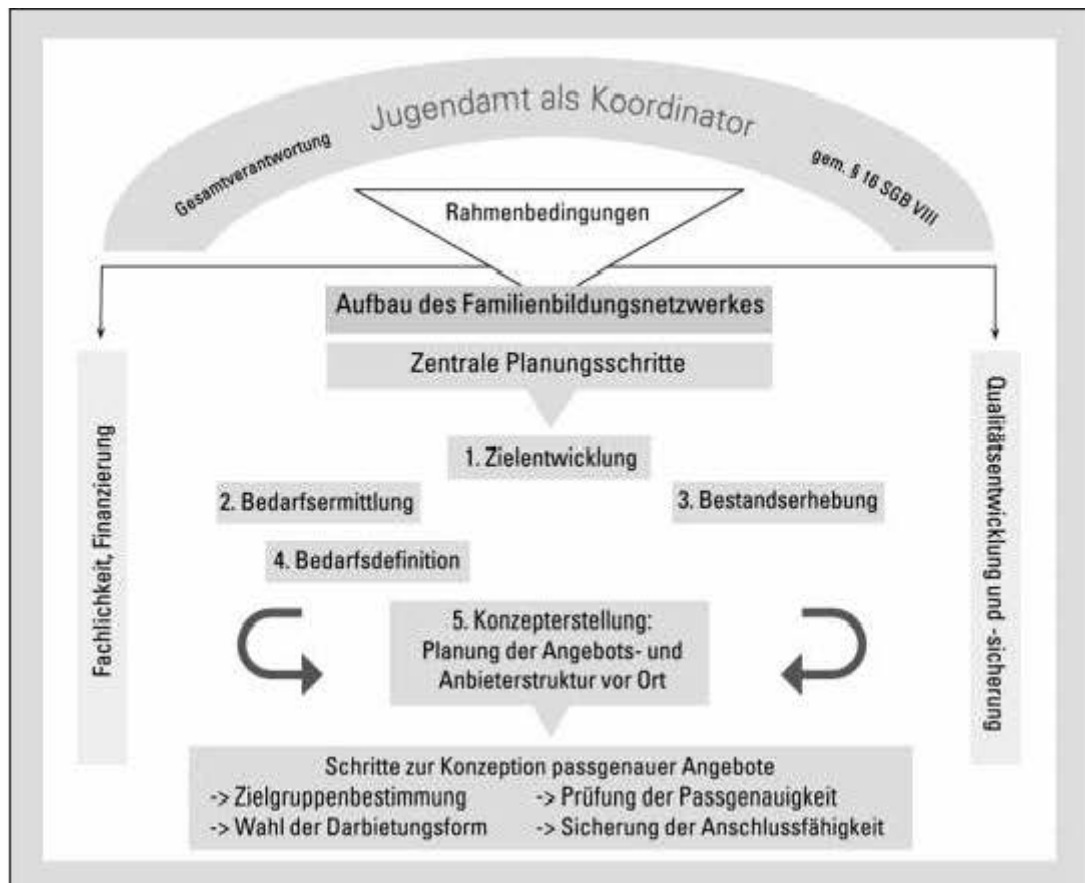 Jugendamt als Koordinator
Gesamtverantwortung
gem. § 16 SGB VIII
Rahmenbedingungen
Aufbau des Familienbildungsnetzwerkes
Zentrale Planungsschritte
Fachlichkeit, Finanzierung
Qualitätsentwicklung und -sicherung
1. Zielentwicklung
2. Bedarfsermittlung
3. Bestandserhebung
4. Bedarfsdefinition
5. Konzepterstellung:
Planung der Angebots- und
Anbieterstruktur vor Ort
Schritte zur Konzeption passgenauer Angebote
-> Zielgruppenbestimmung
-> Prüfung der Passgenauigkeit
-> Wahl der Darbietungsform
-> Sicherung der Anschlussfähigkeit